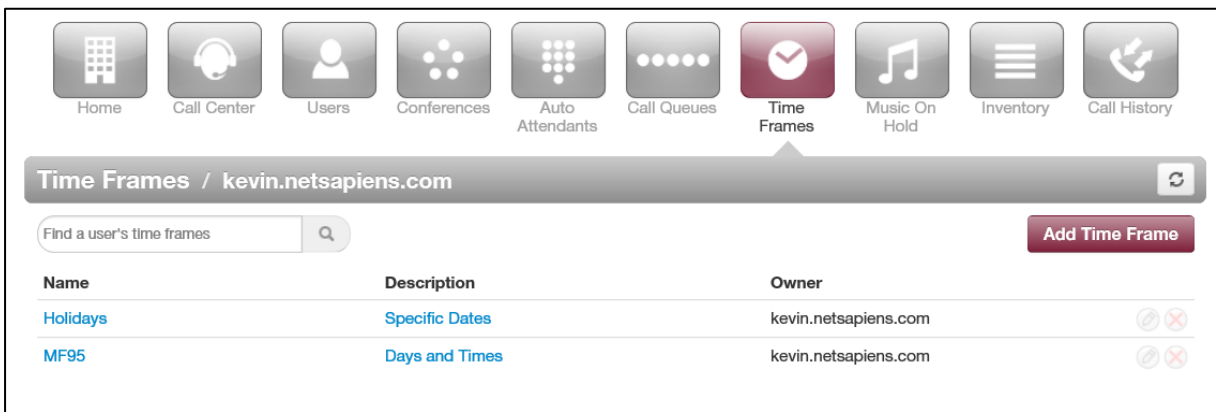 Home Call Center Users Conferences Auto Attendants Call Queues Time Frames Music On Hold Inventory Call History
Time Frames / kevin.netsapiens.com
Find a user's time frames Add Time Frame
Name Description Owner
Holidays Specific Dates kevin.netsapiens.com
MF95 Days and Times kevin.netsapiens.com